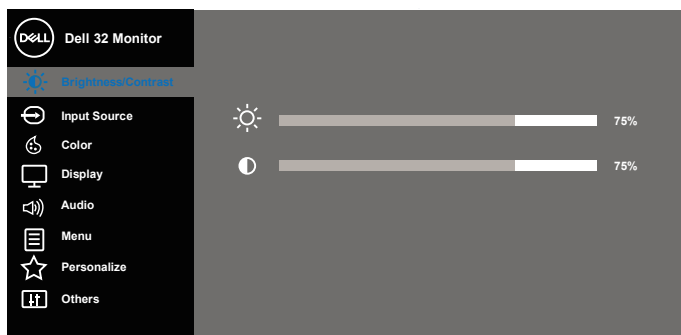 DELL Dell 32 Monitor
Brightness/Contrast
Input Source
75%
Color
Display
75%
Audio
Menu
Personalize
Others